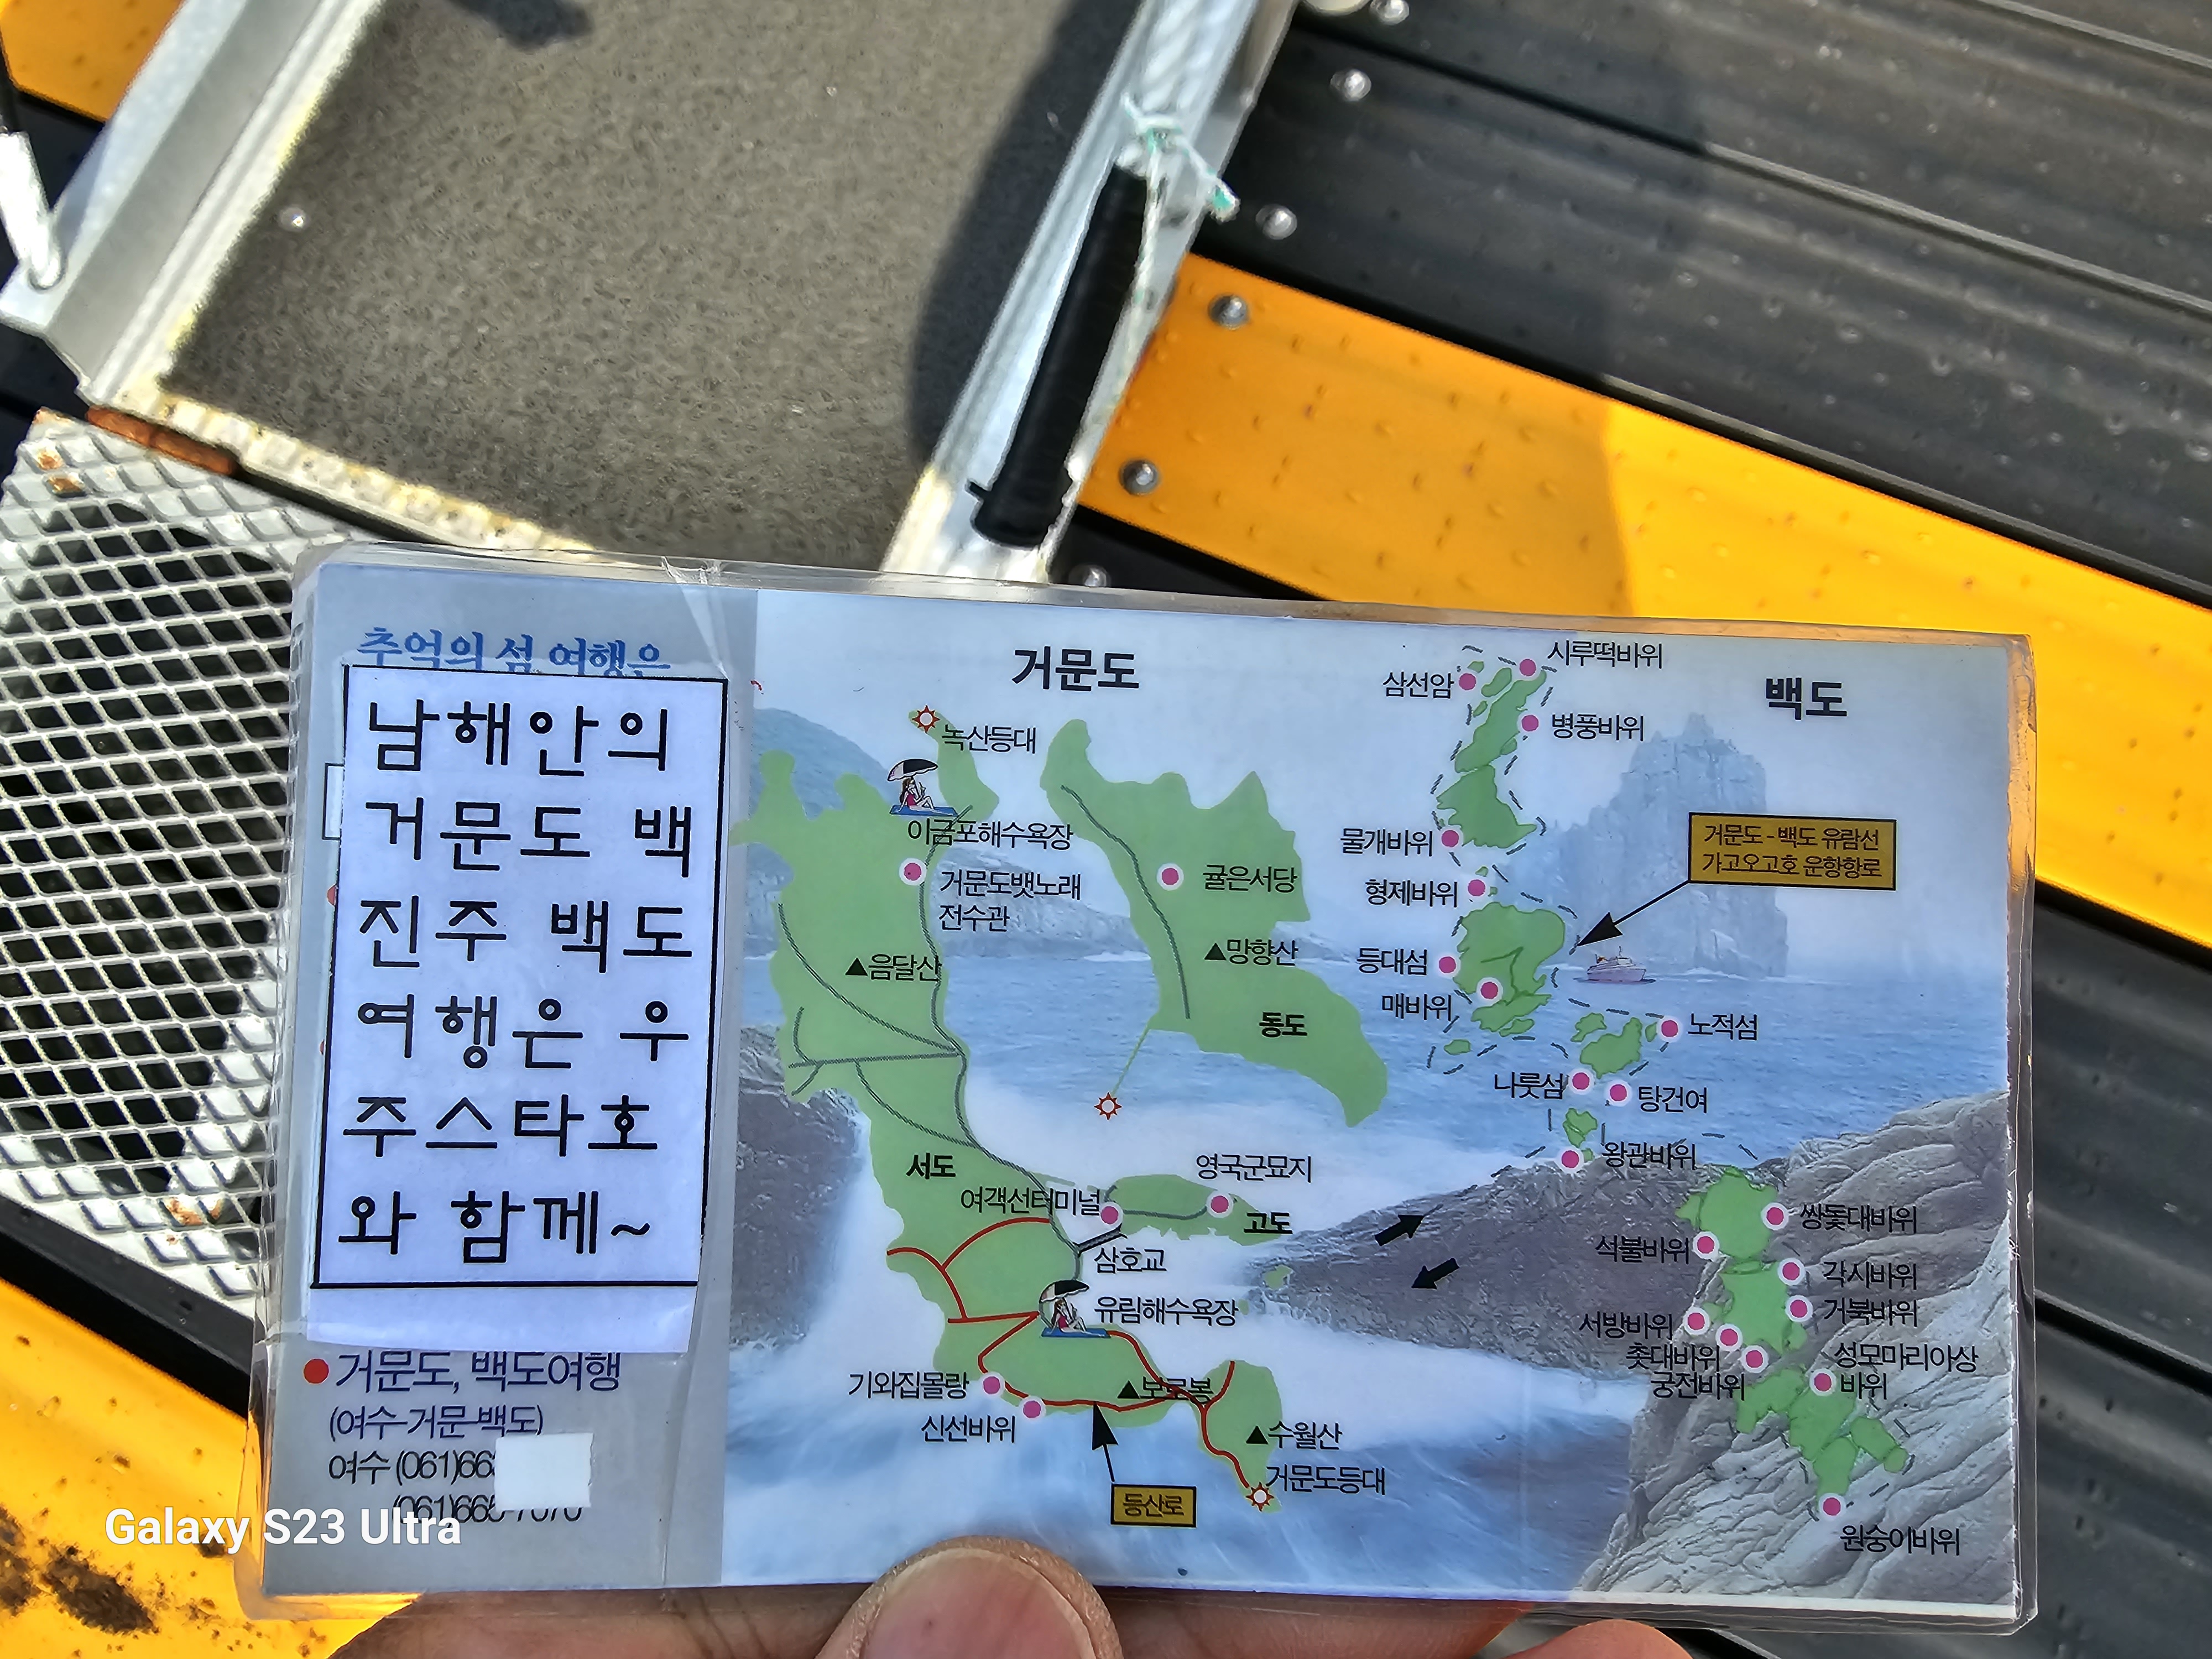 추억의 섬 여행은
남해안의
거문도 백
진주 백도
여행은 우
주스타호
와 함께~
● 거문도, 백도여행
(여수-거문-백도)
여수 (061)66
(061)665-7070
거문도
녹산등대
이금포해수욕장
거문도뱃노래
전수관
귤은서당
▲음달산
▲망향산
동도
서도
영국군묘지
여객선터미널
고도
삼호교
유림해수욕장
기와집몰랑
▲보로봉
신선바위
▲수월산
거문도등대
등산로
백도
시루떡바위
삼선암
병풍바위
거문도 - 백도 유람선
가고오고호 운항항로
물개바위
형제바위
등대섬
매바위
노적섬
나룻섬
탕건여
왕관바위
쌍돛대바위
석불바위
각시바위
거북바위
서방바위
촛대바위
성모마리아상
바위
궁전바위
원숭이바위
Galaxy S23 Ultra